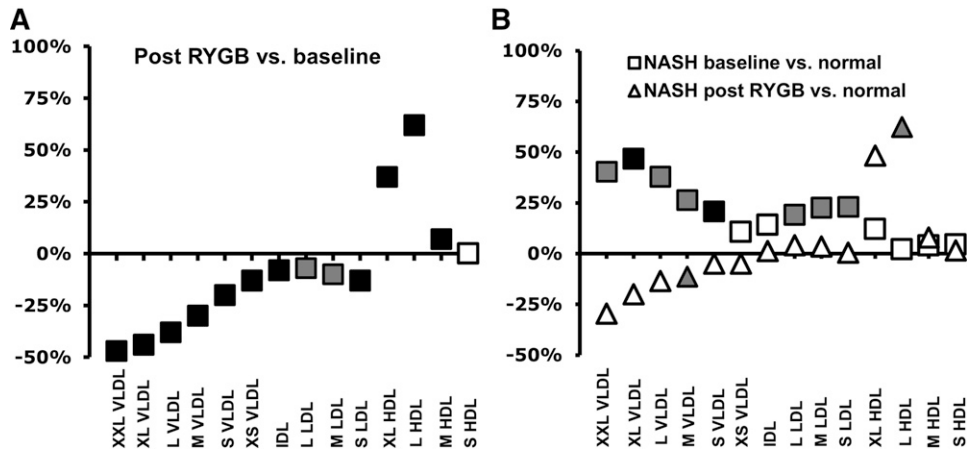 A
Post RYGB vs. baseline
100%
75%
50%
25%
0%
-25%
-50%
XXL VLDL
XL VLDL
L VLDL
M VLDL
S VLDL
XS VLDL
IDL
L LDL
M LDL
S LDL
XL HDL
L HDL
M HDL
S HDL
B
NASH baseline vs. normal
NASH post RYGB vs. normal
100%
75%
50%
25%
0%
-25%
-50%
XXL VLDL
XL VLDL
L VLDL
M VLDL
S VLDL
XS VLDL
IDL
L LDL
M LDL
S LDL
XL HDL
L HDL
M HDL
S HDL